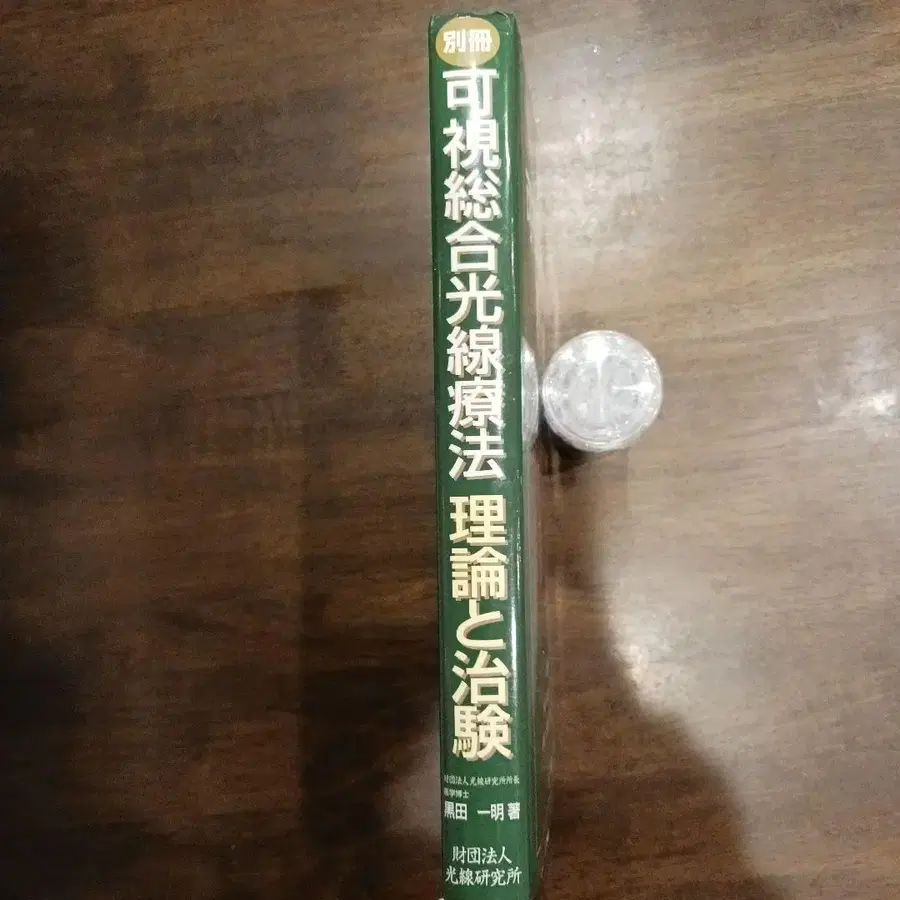 別冊
可視総合光線療法 理論と治験
財団法人光線研究所所長
医学博士
黒田 一明 著
財団法人
光線研究所